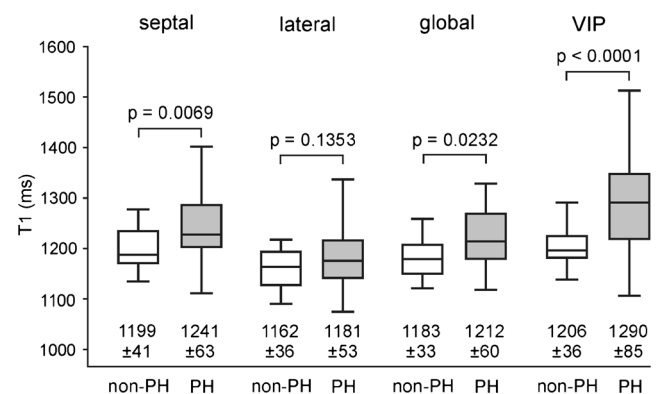 septal lateral global VIP
1600
p < 0.0001
1500
p = 0.0069
1400
p = 0.1353 p = 0.0232
1300
T1 (ms)
1200
1100
1199 1241 1162 1181 1183 1212 1206 1290
1000 ±41 ±63 ±36 ±53 ±33 ±60 ±36 ±85
non-PH PH non-PH PH non-PH PH non-PH PH